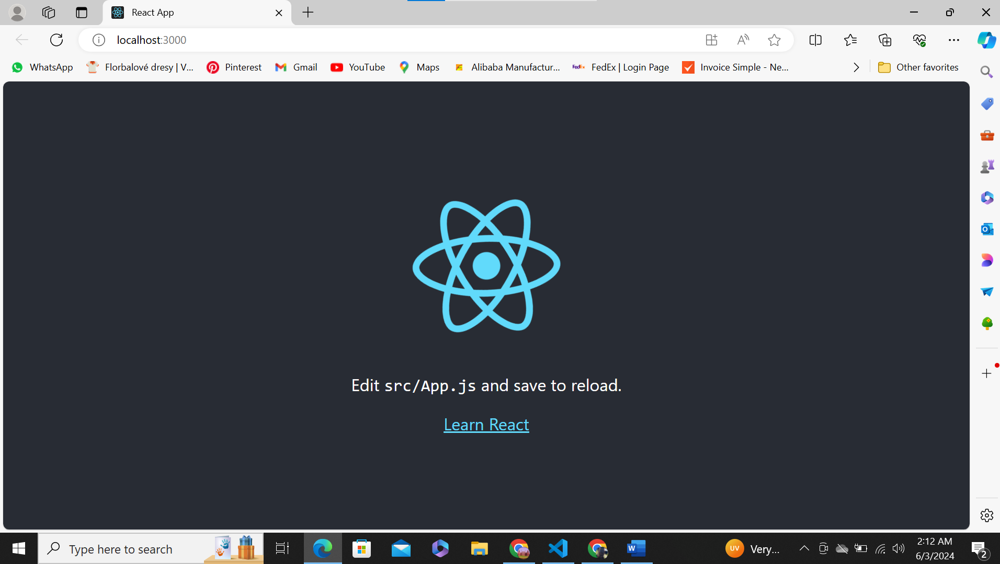 React App
localhost:3000
WhatsApp
Florbalové dresy | V...
Pinterest
Gmail
YouTube
Maps
Alibaba Manufactur...
FedEx
FedEx | Login Page
Invoice Simple - Ne...
Other favorites
Edit src/App.js and save to reload.
Learn React
Type here to search
W
UV
Very...
2:12 AM
6/3/2024
2